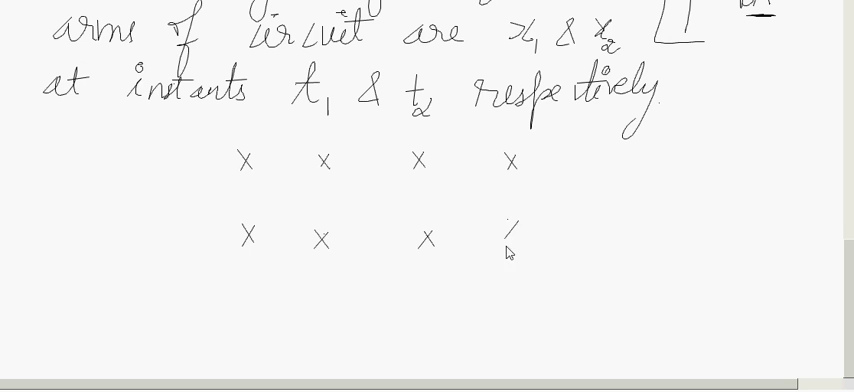 arms of circuit are x₁ & x₂
at instants t₁ & t₂ respectively.
x x x x
x x x